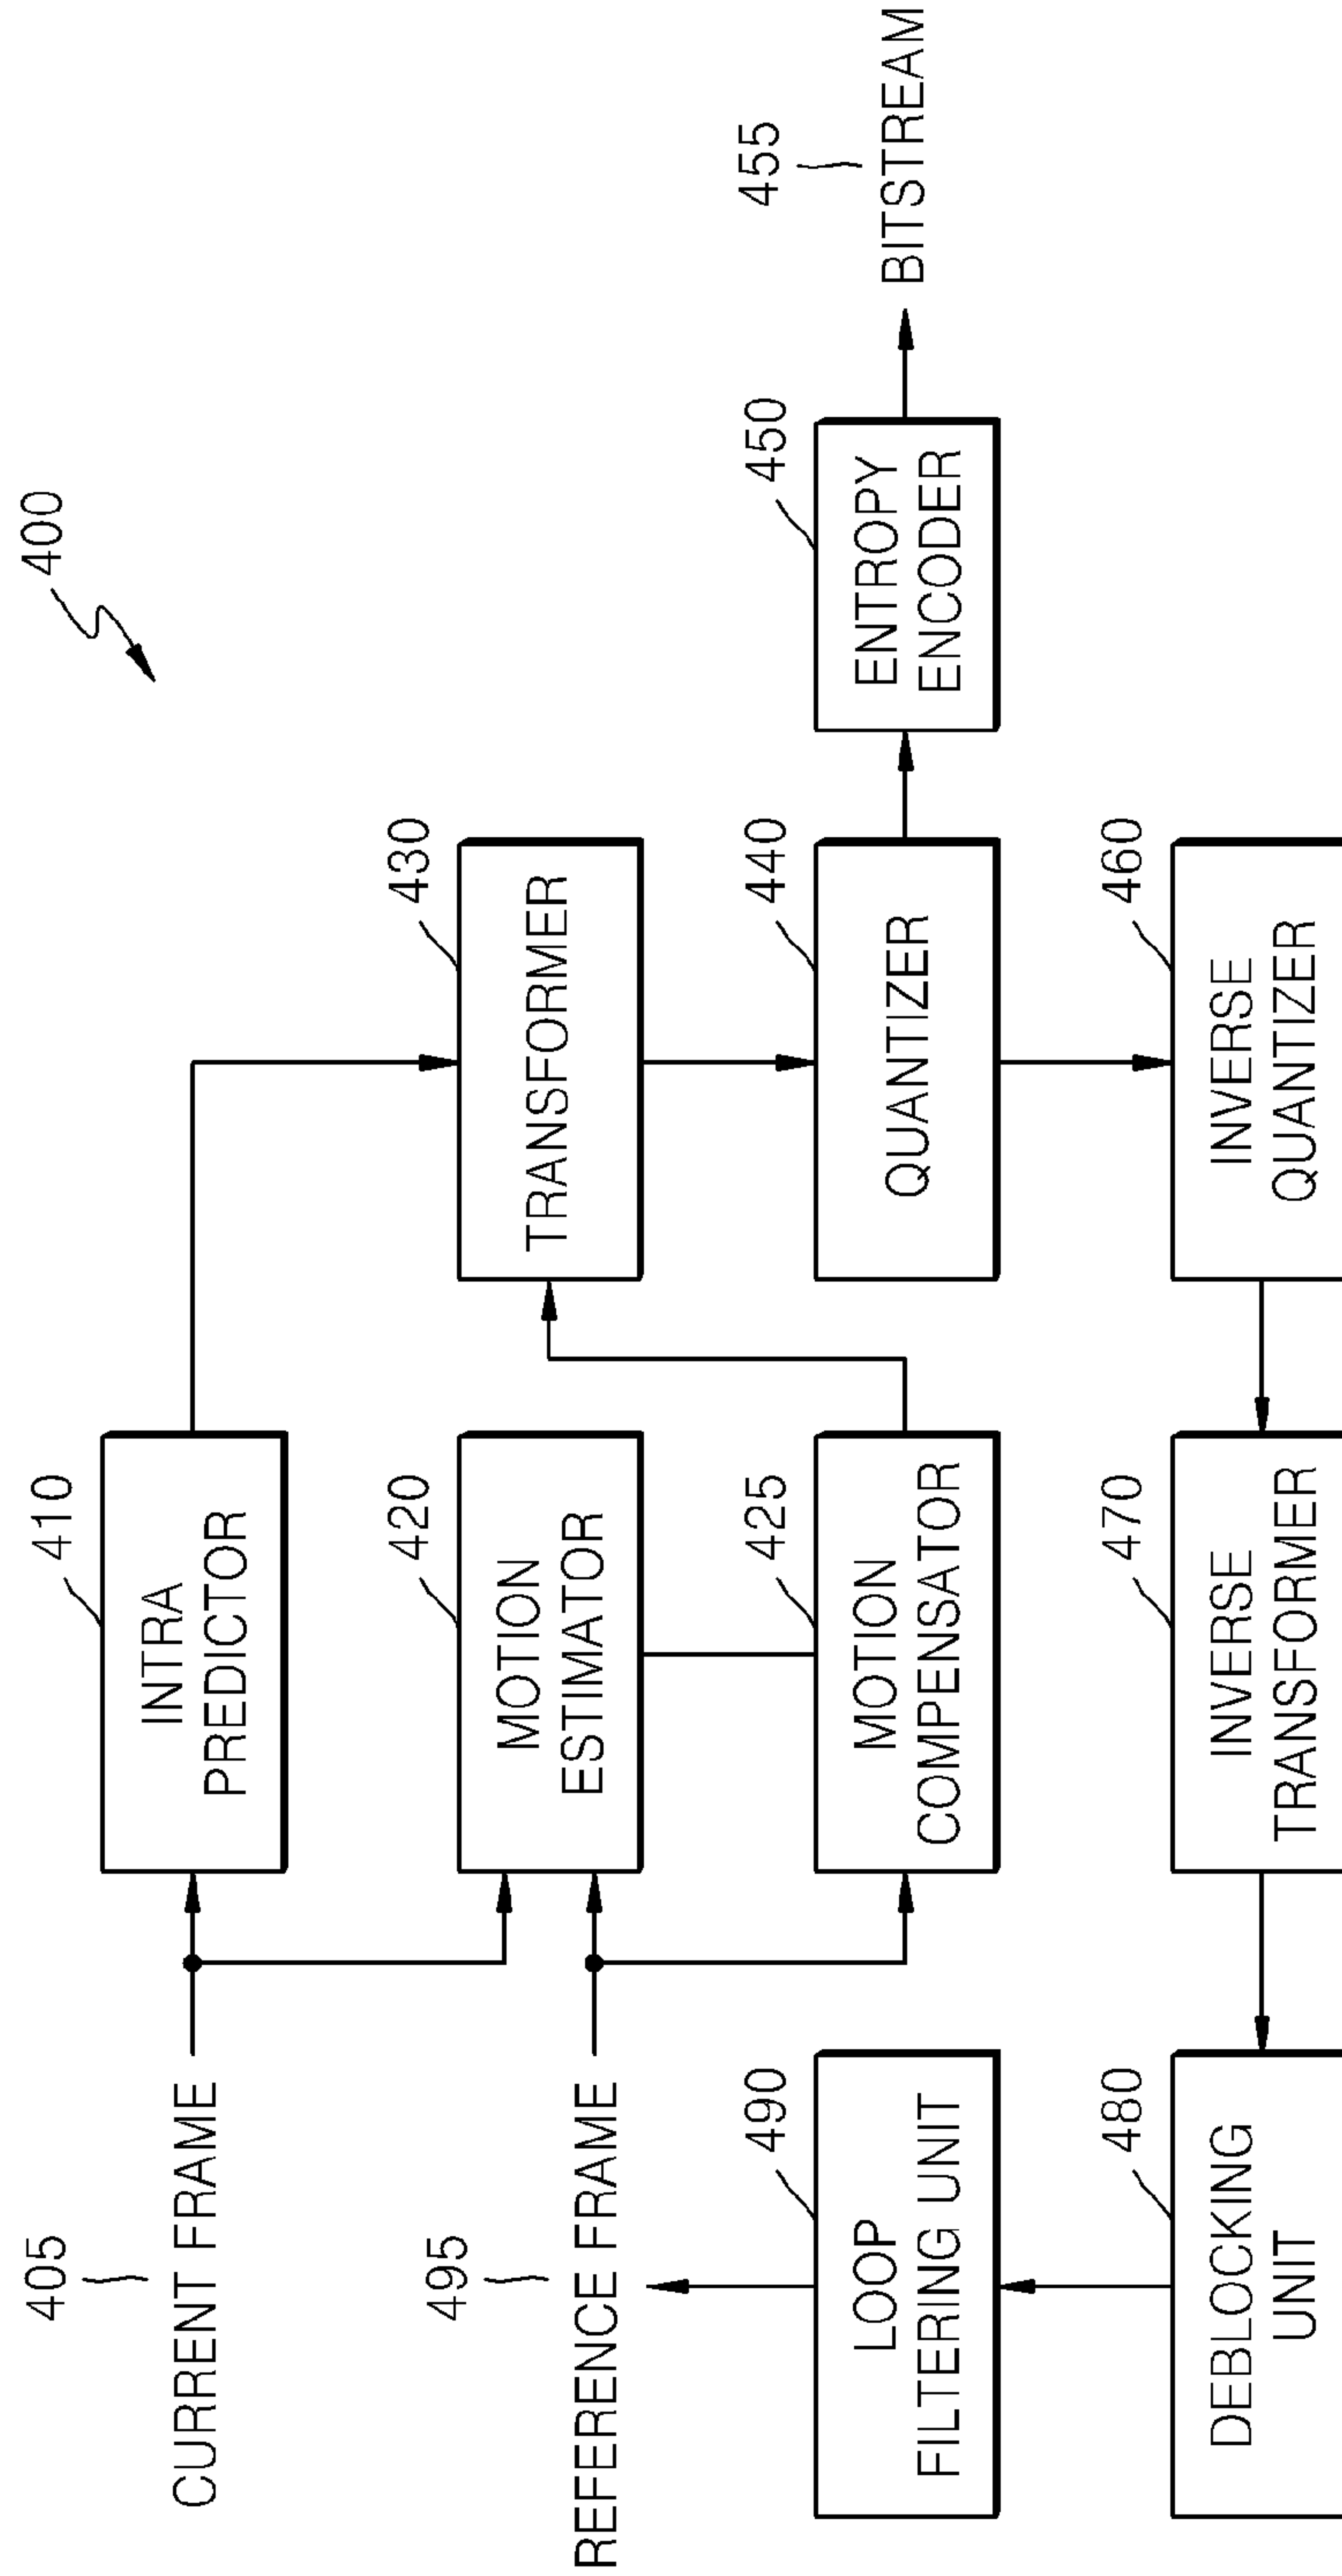 400
405
CURRENT FRAME
410
INTRA
PREDICTOR
495
REFERENCE FRAME
420
MOTION
ESTIMATOR
430
TRANSFORMER
490
LOOP
FILTERING UNIT
425
MOTION
COMPENSATOR
440
QUANTIZER
450
ENTROPY
ENCODER
455
BITSTREAM
480
DEBLOCKING
UNIT
470
INVERSE
TRANSFORMER
460
INVERSE
QUANTIZER